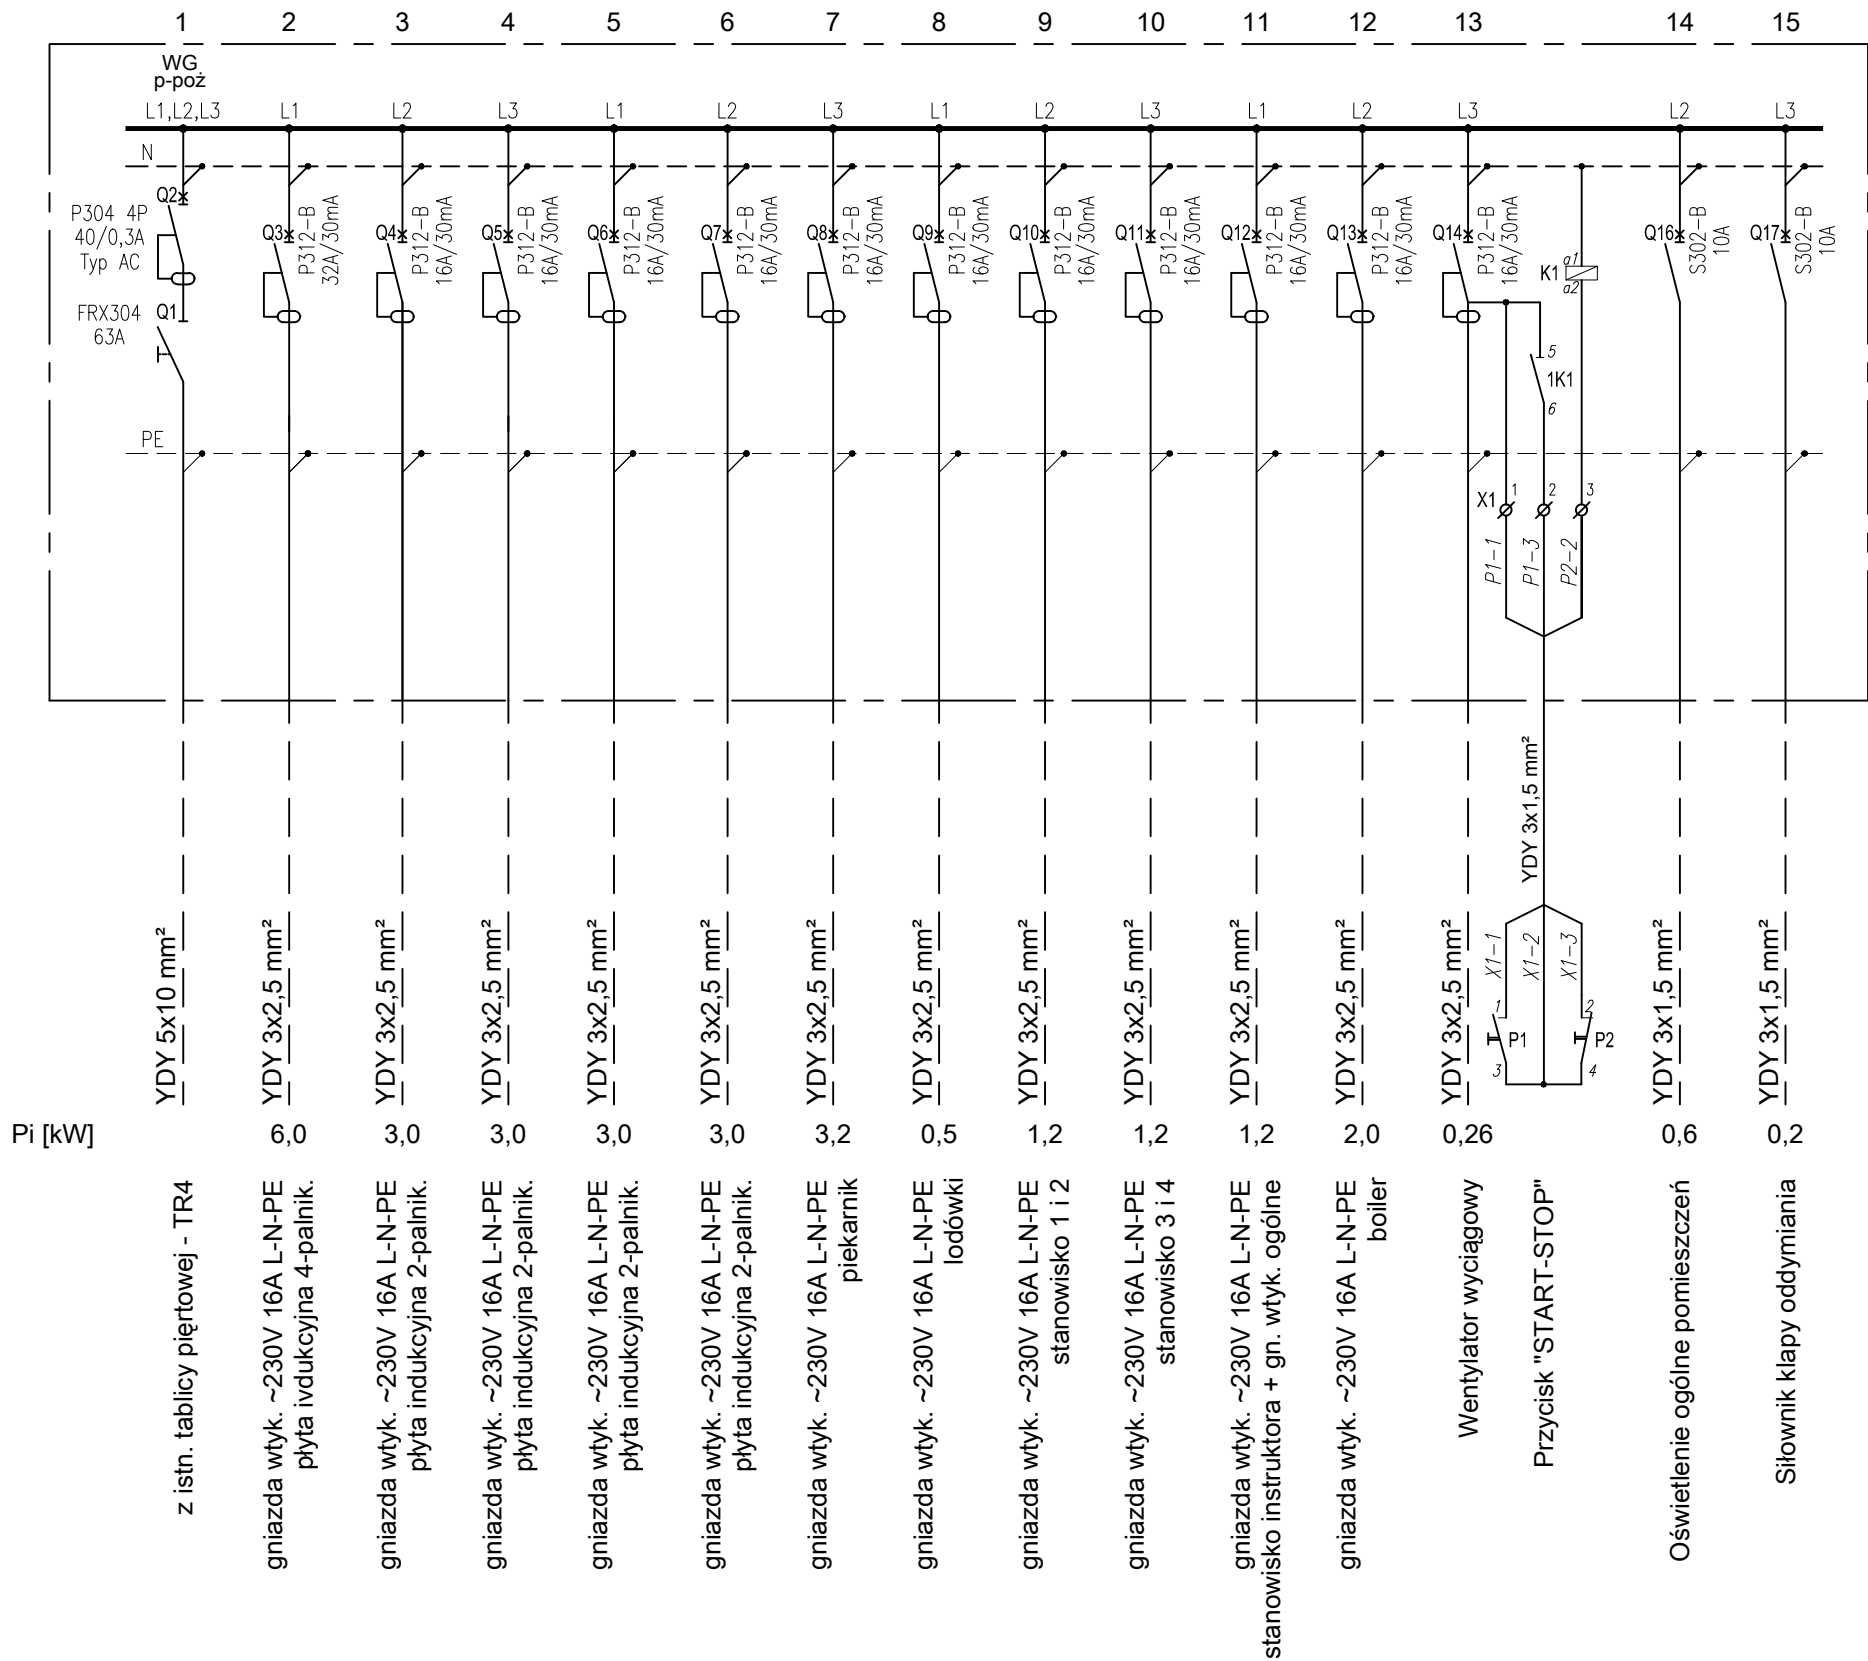 1 2 3 4 5 6 7 8 9 10 11 12 13 14 15
WG
p-poż
L1,L2,L3 L1 L2 L3 L1 L2 L3 L1 L2 L3 L1 L2 L3 L2 L3
N
Q2
P304 4P
40/0,3A
Typ AC
FRX304
63A
Q1
Q3
P312-B
32A/30mA
Q4
P312-B
16A/30mA
Q5
P312-B
16A/30mA
Q6
P312-B
16A/30mA
Q7
P312-B
16A/30mA
Q8
P312-B
16A/30mA
Q9
P312-B
16A/30mA
Q10
P312-B
16A/30mA
Q11
P312-B
16A/30mA
Q12
P312-B
16A/30mA
Q13
P312-B
16A/30mA
Q14
P312-B
16A/30mA
K1
a1
a2
Q16
S302-B
10A
Q17
S302-B
10A
5
1K1
6
PE
X1 1 2 3
P1-1
P1-3
P2-2
YDY 3x1,5 mm²
X1-1
X1-2
X1-3
1
P1
3
2
P2
4
YDY 5x10 mm²
YDY 3x2,5 mm²
YDY 3x2,5 mm²
YDY 3x2,5 mm²
YDY 3x2,5 mm²
YDY 3x2,5 mm²
YDY 3x2,5 mm²
YDY 3x2,5 mm²
YDY 3x2,5 mm²
YDY 3x2,5 mm²
YDY 3x2,5 mm²
YDY 3x2,5 mm²
YDY 3x2,5 mm²
YDY 3x1,5 mm²
YDY 3x1,5 mm²
Pi [kW] 6,0 3,0 3,0 3,0 3,0 3,2 0,5 1,2 1,2 1,2 2,0 0,26 0,6 0,2
z istn. tablicy pięrtowej - TR4
gniazda wtyk. ~230V 16A L-N-PE
płyta ivdukcyjna 4-palnik.
gniazda wtyk. ~230V 16A L-N-PE
płyta indukcyjna 2-palnik.
gniazda wtyk. ~230V 16A L-N-PE
płyta indukcyjna 2-palnik.
gniazda wtyk. ~230V 16A L-N-PE
płyta indukcyjna 2-palnik.
gniazda wtyk. ~230V 16A L-N-PE
płyta indukcyjna 2-palnik.
gniazda wtyk. ~230V 16A L-N-PE
piekarnik
gniazda wtyk. ~230V 16A L-N-PE
lodówki
gniazda wtyk. ~230V 16A L-N-PE
stanowisko 1 i 2
gniazda wtyk. ~230V 16A L-N-PE
stanowisko 3 i 4
gniazda wtyk. ~230V 16A L-N-PE
stanowisko instruktora + gn. wtyk. ogólne
gniazda wtyk. ~230V 16A L-N-PE
boiler
Wentylator wyciągowy
Przycisk "START-STOP"
Oświetlenie ogólne pomieszczeń
Siłownik klapy oddymiania